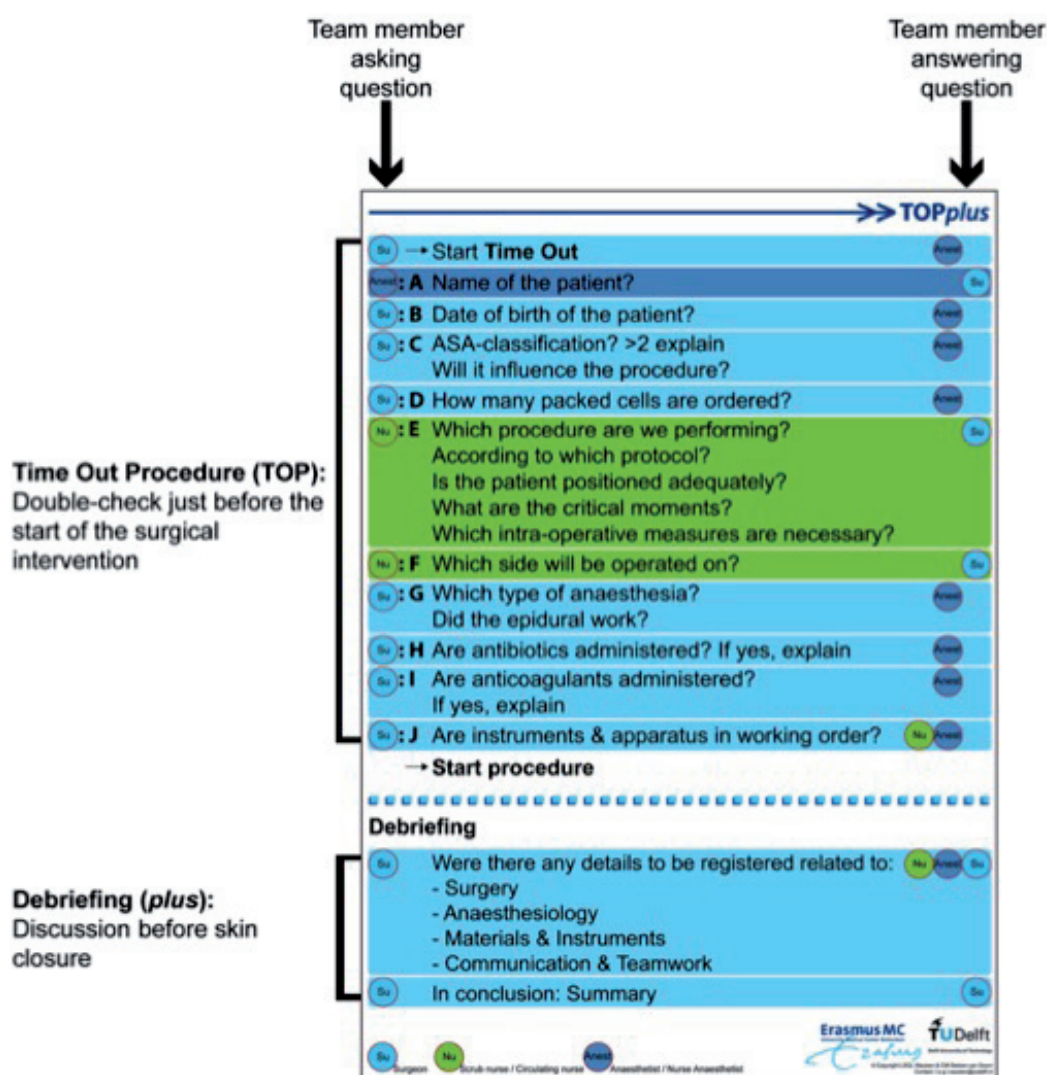 Team member
asking
question
Team member
answering
question
TOPplus
Su → Start Time Out Anest
Anest : A Name of the patient? Su
Su : B Date of birth of the patient? Anest
Su : C ASA-classification? >2 explain Anest
Will it influence the procedure?
Su : D How many packed cells are ordered? Anest
Nu : E Which procedure are we performing? Su
According to which protocol?
Is the patient positioned adequately?
What are the critical moments?
Which intra-operative measures are necessary?
Nu : F Which side will be operated on? Su
Su : G Which type of anaesthesia? Anest
Did the epidural work?
Su : H Are antibiotics administered? If yes, explain Anest
Su : I Are anticoagulants administered? Anest
If yes, explain
Su : J Are instruments & apparatus in working order? Nu Anest
→ Start procedure
Time Out Procedure (TOP):
Double-check just before the
start of the surgical
intervention
Debriefing
Su Were there any details to be registered related to: Nu Anest Su
- Surgery
- Anaesthesiology
- Materials & Instruments
- Communication & Teamwork
Su In conclusion: Summary Su
Debriefing (plus):
Discussion before skin
closure
Erasmus MC
TUDelft
Su Surgeon Nu Scrub nurse / Circulating nurse Anest Anaesthetist / Nurse Anaesthetist